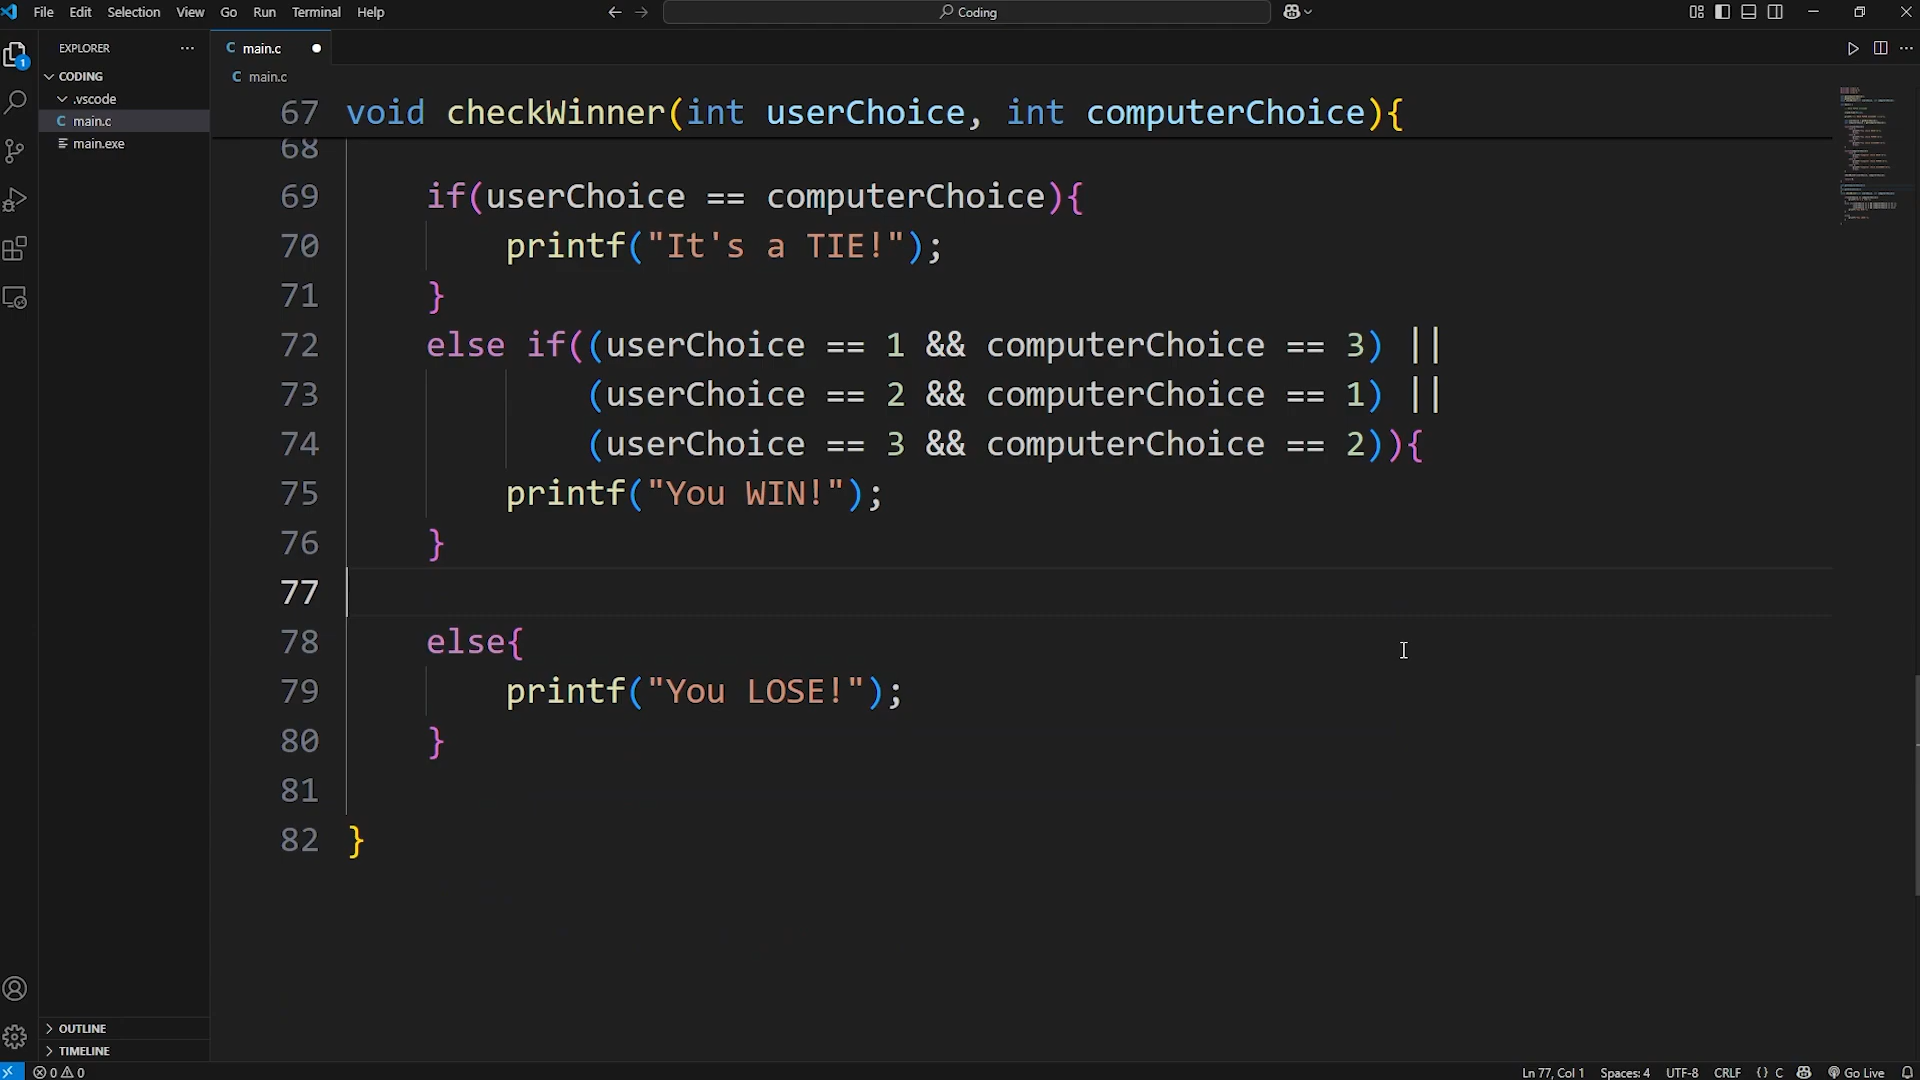 File Edit Selection View Go Run Terminal Help
Coding
EXPLORER
main.c
1
CODING
main.c
.vscode
main.c
main.exe
67 void checkWinner(int userChoice, int computerChoice){
68
69 if(userChoice == computerChoice){
70 printf("It's a TIE!");
71 }
72 else if((userChoice == 1 && computerChoice == 3) ||
73 (userChoice == 2 && computerChoice == 1) ||
74 (userChoice == 3 && computerChoice == 2)){
75 printf("You WIN!");
76 }
77
78 else{
79 printf("You LOSE!");
80 }
81
82 }
OUTLINE
TIMELINE
0 0 Ln 77, Col 1 Spaces: 4 UTF-8 CRLF {} C Go Live